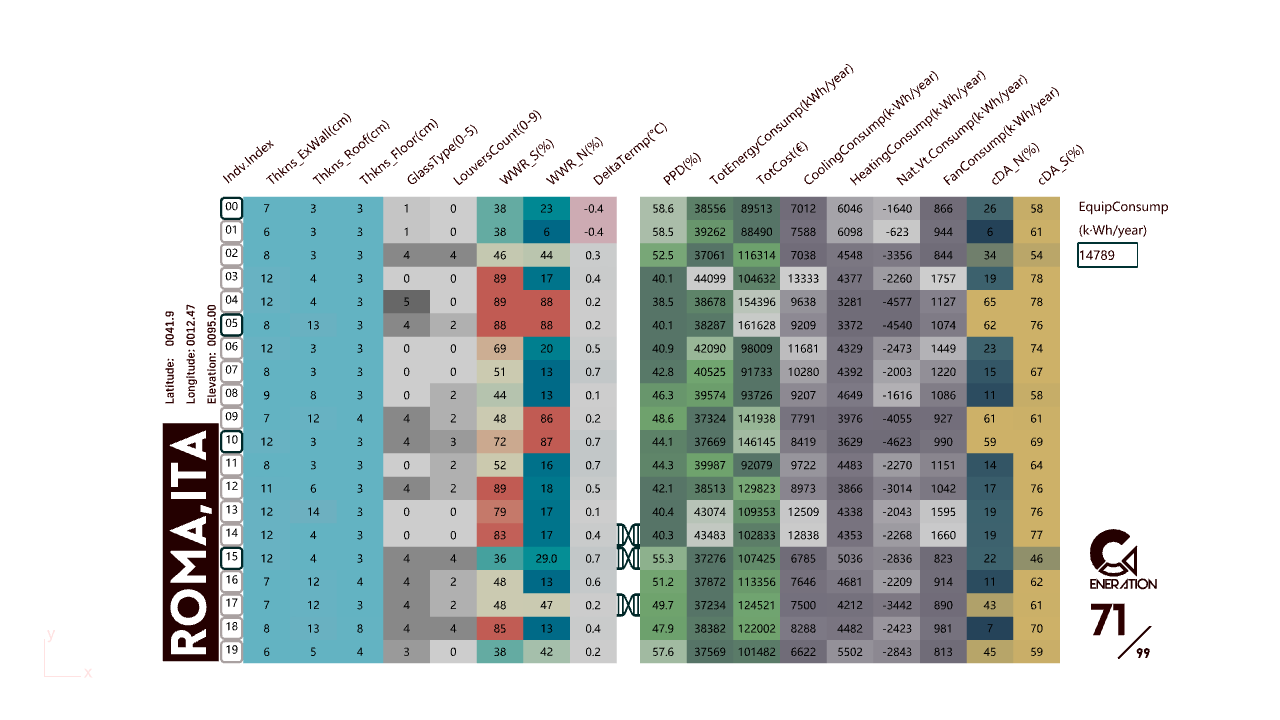 Indv.Index Thkns_ExWall(cm) Thkns_Roof(cm) Thkns_Floor(cm) GlassType(0-5) LouversCount(0-9) WWR_S(%) WWR_N(%) DeltaTermp(°C) PPD(%) TotEnergyConsump(kWh/year) TotCost(€) CoolingConsump(k·Wh/year) HeatingConsump(k·Wh/year) Nat.Vt.Consump(k·Wh/year) FanConsump(k·Wh/year) cDA_N(%) cDA_S(%)
00 7 3 3 1 0 38 23 -0.4 58.6 38556 89513 7012 6046 -1640 866 26 58
01 6 3 3 1 0 38 6 -0.4 58.5 39262 88490 7588 6098 -623 944 6 61
02 8 3 3 4 4 46 44 0.3 52.5 37061 116314 7038 4548 -3356 844 34 54
03 12 4 3 0 0 89 17 0.4 40.1 44099 104632 13333 4377 -2260 1757 19 78
04 12 4 3 5 0 89 88 0.2 38.5 38678 154396 9638 3281 -4577 1127 65 78
05 8 13 3 4 2 88 88 0.2 40.1 38287 161628 9209 3372 -4540 1074 62 76
06 12 3 3 0 0 69 20 0.5 40.9 42090 98009 11681 4329 -2473 1449 23 74
07 8 3 3 0 0 51 13 0.7 42.8 40525 91733 10280 4392 -2003 1220 15 67
08 9 8 3 0 2 44 13 0.1 46.3 39574 93726 9207 4649 -1616 1086 11 58
09 7 12 4 4 2 48 86 0.2 48.6 37324 141938 7791 3976 -4055 927 61 61
10 12 3 3 4 3 72 87 0.7 44.1 37669 146145 8419 3629 -4623 990 59 69
11 8 3 3 0 2 52 16 0.7 44.3 39987 92079 9722 4483 -2270 1151 14 64
12 11 6 3 4 2 89 18 0.5 42.1 38513 129823 8973 3866 -3014 1042 17 76
13 12 14 3 0 0 79 17 0.1 40.4 43074 109353 12509 4338 -2043 1595 19 76
14 12 4 3 0 0 83 17 0.4 40.3 43483 102833 12838 4353 -2268 1660 19 77
15 12 4 3 4 4 36 29.0 0.7 55.3 37276 107425 6785 5036 -2836 823 22 46
16 7 12 4 4 2 48 13 0.6 51.2 37872 113356 7646 4681 -2209 914 11 62
17 7 12 3 4 2 48 47 0.2 49.7 37234 124521 7500 4212 -3442 890 43 61
18 8 13 8 4 4 85 13 0.4 47.9 38382 122002 8288 4482 -2423 981 7 70
19 6 5 4 3 0 38 42 0.2 57.6 37569 101482 6622 5502 -2843 813 45 59
EquipConsump
(k·Wh/year)
14789
Latitude: 0041.9
Longitude: 0012.47
Elevation: 0095.00
ROMA,ITA
GENERATION
71/99
y
x